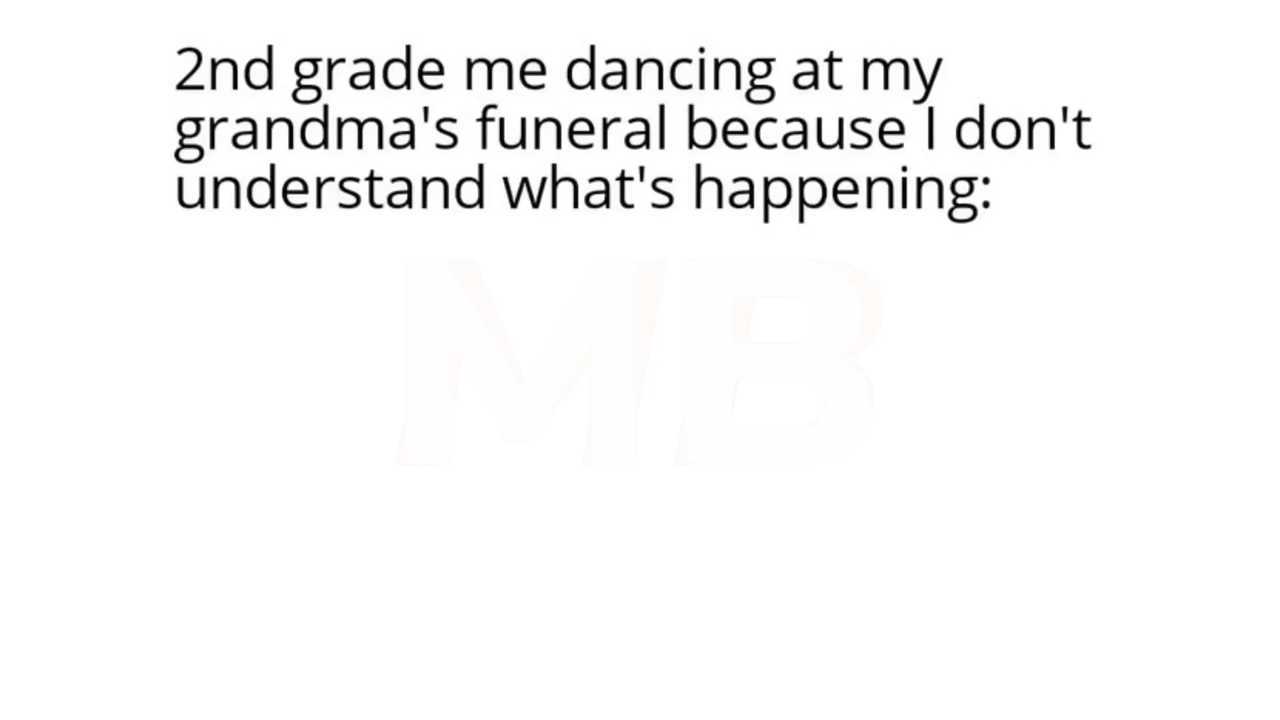 2nd grade me dancing at my
grandma's funeral because I don't
understand what's happening:
MB